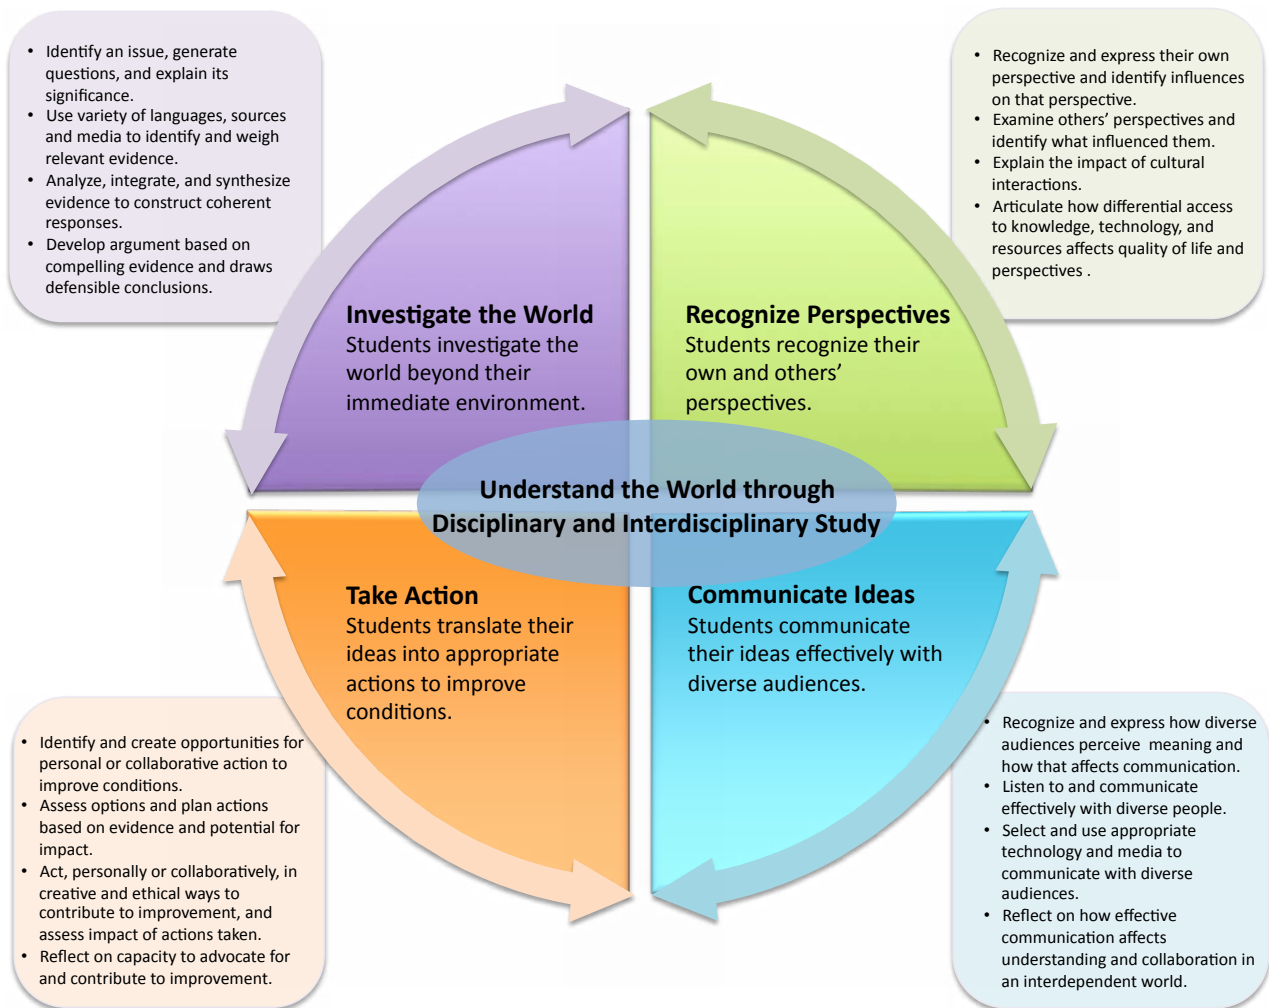 • Identify an issue, generate
questions, and explain its
significance.
• Use variety of languages, sources
and media to identify and weigh
relevant evidence.
• Analyze, integrate, and synthesize
evidence to construct coherent
responses.
• Develop argument based on
compelling evidence and draws
defensible conclusions.
• Recognize and express their own
perspective and identify influences
on that perspective.
• Examine others’ perspectives and
identify what influenced them.
• Explain the impact of cultural
interactions.
• Articulate how differential access
to knowledge, technology, and
resources affects quality of life and
perspectives .
Investigate the World
Students investigate the
world beyond their
immediate environment.
Recognize Perspectives
Students recognize their
own and others’
perspectives.
Understand the World through
Disciplinary and Interdisciplinary Study
Take Action
Students translate their
ideas into appropriate
actions to improve
conditions.
Communicate Ideas
Students communicate
their ideas effectively with
diverse audiences.
• Identify and create opportunities for
personal or collaborative action to
improve conditions.
• Assess options and plan actions
based on evidence and potential for
impact.
• Act, personally or collaboratively, in
creative and ethical ways to
contribute to improvement, and
assess impact of actions taken.
• Reflect on capacity to advocate for
and contribute to improvement.
• Recognize and express how diverse
audiences perceive meaning and
how that affects communication.
• Listen to and communicate
effectively with diverse people.
• Select and use appropriate
technology and media to
communicate with diverse
audiences.
• Reflect on how effective
communication affects
understanding and collaboration in
an interdependent world.